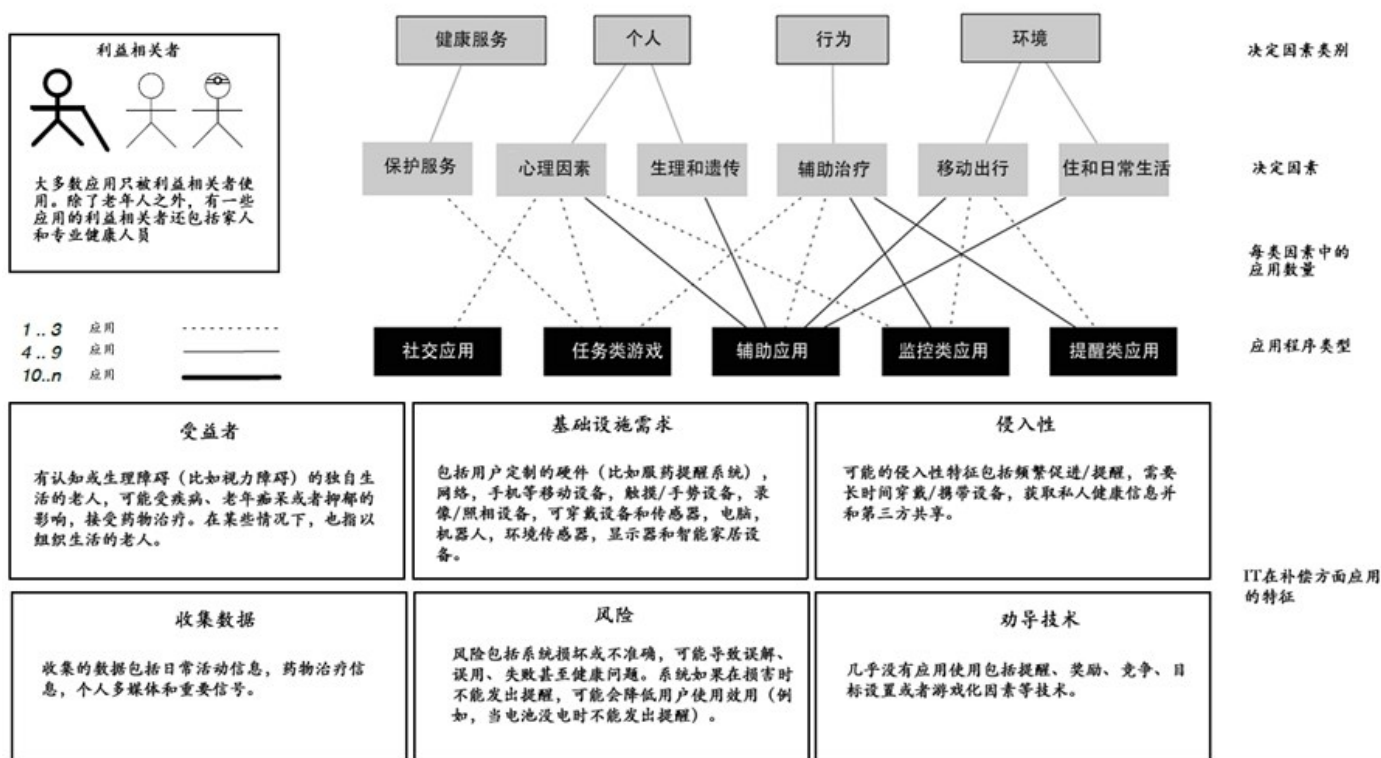 利益相关者
大多数应用只被利益相关者使
用。除了老年人之外，有一些
应用的利益相关者还包括家人
和专业健康人员
健康服务
个人
行为
环境
决定因素类别
保护服务
心理因素
生理和遗传
辅助治疗
移动出行
住和日常生活
决定因素
每类因素中的
应用数量
1 .. 3 应用
4 .. 9 应用
10..n 应用
社交应用
任务类游戏
辅助应用
监控类应用
提醒类应用
应用程序类型
受益者
有认知或生理障碍（比如视力障碍）的独自生
活的老人，可能受疾病、老年痴呆或者抑郁的
影响，接受药物治疗。在某些情况下，也指以
组织生活的老人。
基础设施需求
包括用户定制的硬件（比如服药提醒系统），
网络，手机等移动设备，触摸/手势设备，录
像/照相设备，可穿戴设备和传感器，电脑，
机器人，环境传感器，显示器和智能家居设
备。
侵入性
可能的侵入性特征包括频繁促进/提醒，需要
长时间穿戴/携带设备，获取私人健康信息并
和第三方共享。
IT在补偿方面应用
的特征
收集数据
收集的数据包括日常活动信息，药物治疗信
息，个人多媒体和重要信号。
风险
风险包括系统损坏或不准确，可能导致误解、
误用、失败甚至健康问题。系统如果在损害时
不能发出提醒，可能会降低用户使用效用（例
如，当电池没电时不能发出提醒）。
劝导技术
几乎没有应用使用包括提醒、奖励、竞争、目
标设置或者游戏化因素等技术。